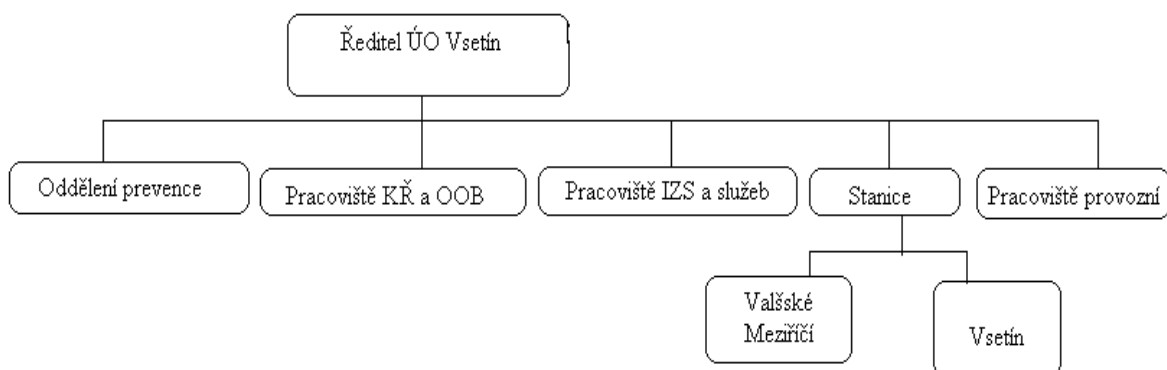 Ředitel ÚO Vsetín
Oddělení prevence
Pracoviště KŘ a OOB
Pracoviště IZS a služeb
Stanice
Pracoviště provozní
Valšské
Meziříčí
Vsetín